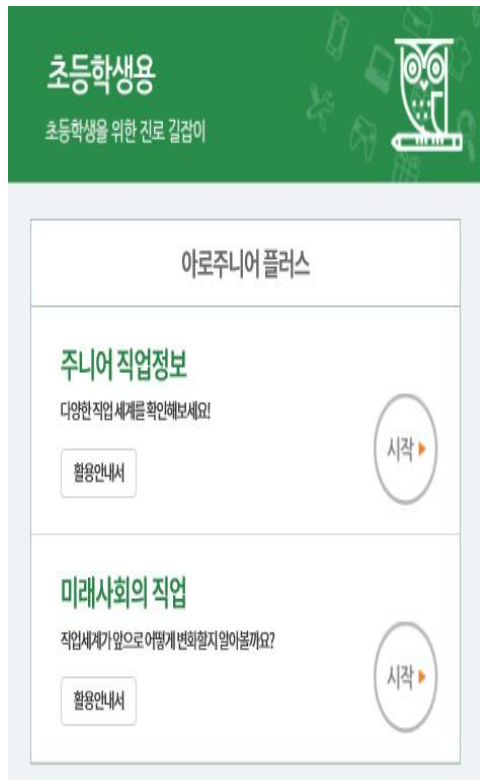 초등학생용
초등학생을 위한 진로 길잡이
아로주니어 플러스
주니어 직업정보
다양한 직업 세계를 확인해보세요!
시작
활용안내서
미래사회의 직업
직업세계가 앞으로 어떻게 변화할지 알아볼까요?
시작
활용안내서